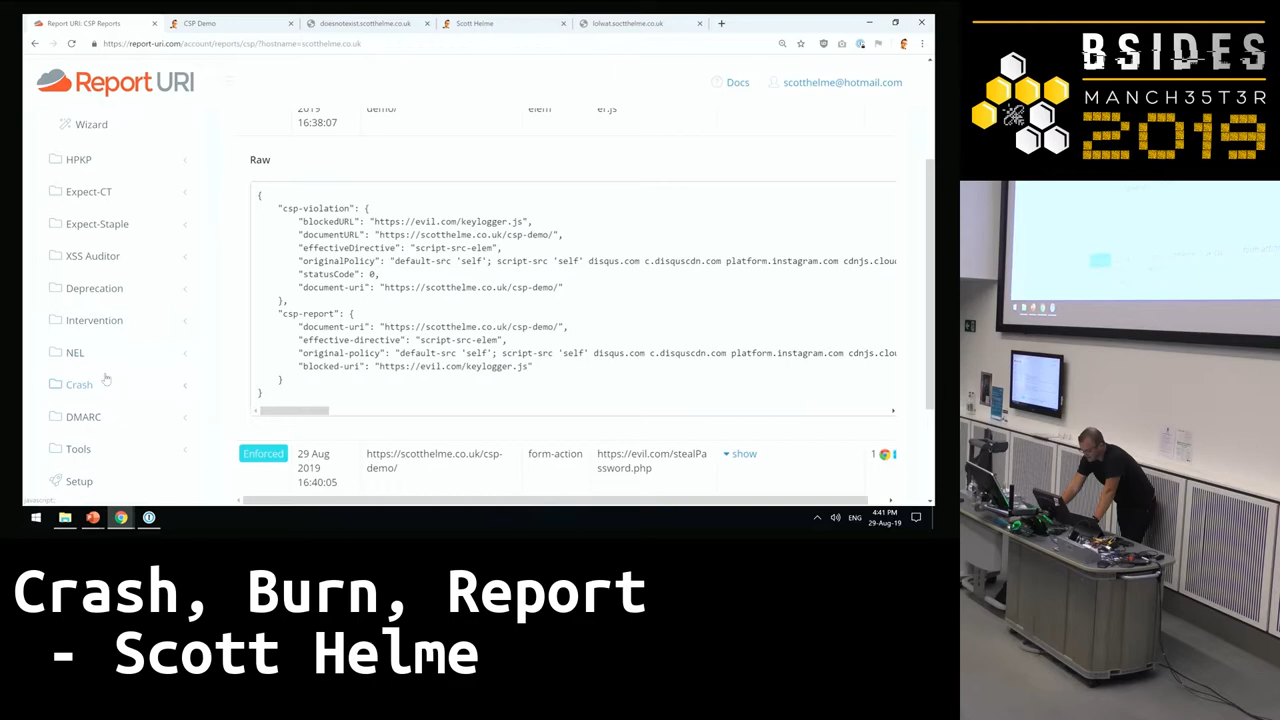 Report URI: CSP Reports
CSP Demo
doesnotexist.scotthelme.co.uk
Scott Helme
lolwat.scotthelme.co.uk
https://report-uri.com/account/reports/csp/?hostname=scotthelme.co.uk
Report URI
Docs
scotthelme@hotmail.com
Wizard
HPKP
Expect-CT
Expect-Staple
XSS Auditor
Deprecation
Intervention
NEL
Crash
DMARC
Tools
Setup
javascript:
2019
16:38:07
demo/
elem
er.js
Raw
{
"csp-violation": {
"blockedURL": "https://evil.com/keylogger.js",
"documentURL": "https://scotthelme.co.uk/csp-demo/",
"effectiveDirective": "script-src-elem",
"originalPolicy": "default-src 'self'; script-src 'self' disqus.com c.disquscdn.com platform.instagram.com cdnjs.clou
"statusCode": 0,
"document-uri": "https://scotthelme.co.uk/csp-demo/"
},
"csp-report": {
"document-uri": "https://scotthelme.co.uk/csp-demo/",
"effective-directive": "script-src-elem",
"original-policy": "default-src 'self'; script-src 'self' disqus.com c.disquscdn.com platform.instagram.com cdnjs.clou
"blocked-uri": "https://evil.com/keylogger.js"
}
}
Enforced
29 Aug
2019
16:40:05
https://scotthelme.co.uk/csp-
demo/
form-action
https://evil.com/stealPa
ssword.php
show
1
ENG
4:41 PM
29-Aug-19
BSIDES
MANCH35T3R
2019
Crash, Burn, Report
- Scott Helme